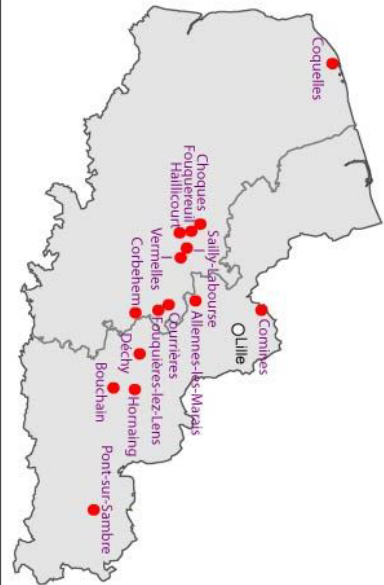 Coquelles
Comines
Lille
Allennes-les-Marais
Sailly-Labourse
Choques
Fouquereuil
Haillicourt
Vermelles
Corbehem
Courrières
Fouquières-lez-Lens
Déchy
Hornaing
Bouchain
Pont-sur-Sambre